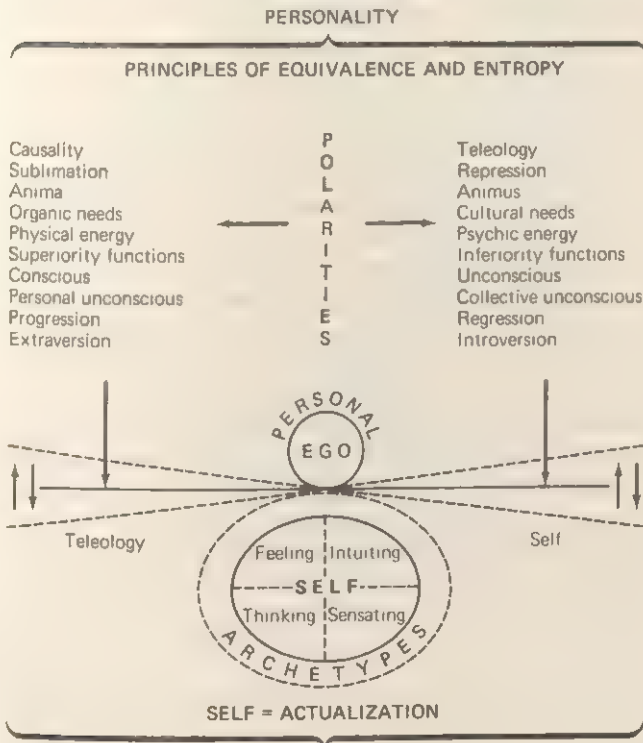 PERSONALITY
PRINCIPLES OF EQUIVALENCE AND ENTROPY
Causality
Sublimation
Anima
Organic needs
Physical energy
Superiority functions
Conscious
Personal unconscious
Progression
Extraversion
POLARITIES
Teleology
Repression
Animus
Cultural needs
Psychic energy
Inferiority functions
Unconscious
Collective unconscious
Regression
Introversion
PERSONAL
EGO
Teleology
Self
Feeling Intuiting
SELF
Thinking Sensating
ARCHETYPES
SELF = ACTUALIZATION